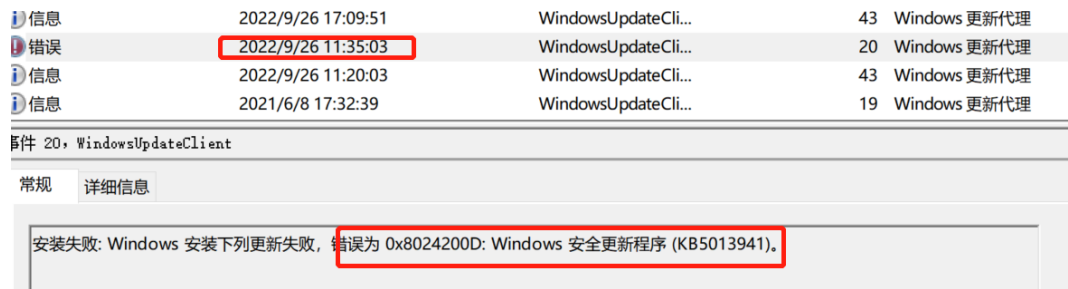 信息 2022/9/26 17:09:51 WindowsUpdateCli... 43 Windows 更新代理
错误 2022/9/26 11:35:03 WindowsUpdateCli... 20 Windows 更新代理
信息 2022/9/26 11:20:03 WindowsUpdateCli... 43 Windows 更新代理
信息 2021/6/8 17:32:39 WindowsUpdateCli... 19 Windows 更新代理
事件 20，WindowsUpdateClient
常规 详细信息
安装失败: Windows 安装下列更新失败，错误为 0x8024200D: Windows 安全更新程序 (KB5013941)。